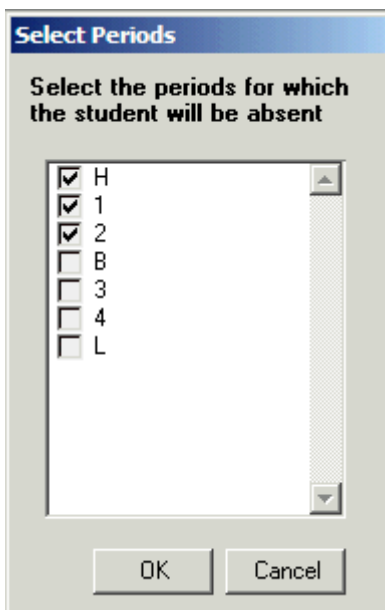 Select Periods
Select the periods for which
the student will be absent
H
1
2
B
3
4
L
OK Cancel